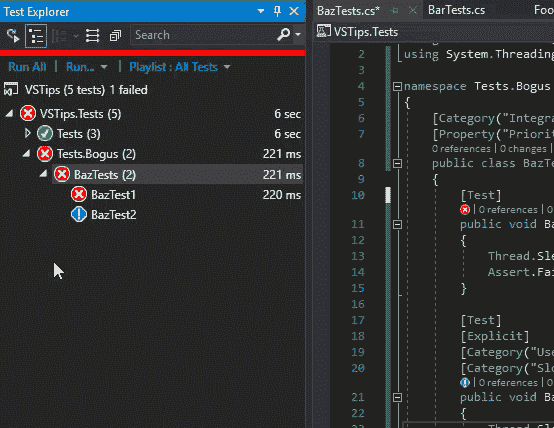 Test Explorer
Search
Run All | Run... | Playlist : All Tests
VSTips (5 tests) 1 failed
VSTips.Tests (5) 6 sec
Tests (3) 6 sec
Tests.Bogus (2) 221 ms
BazTests (2) 221 ms
BazTest1 220 ms
BazTest2
BazTests.cs* BarTests.cs Foo
VSTips.Tests
2 using System.Threading
3
4 namespace Tests.Bogus
5 {
6 [Category("Integra
7 [Property("Priorit
0 references | 0 changes |
8 public class BazTe
9 {
10 [Test]
| 0 references | 0
11 public void Ba
12 {
13 Thread.Sle
14 Assert.Fai
15 }
16
17 [Test]
18 [Explicit]
19 [Category("Use
20 [Category("Slo
| 0 references | 0
21 public void Ba
22 {